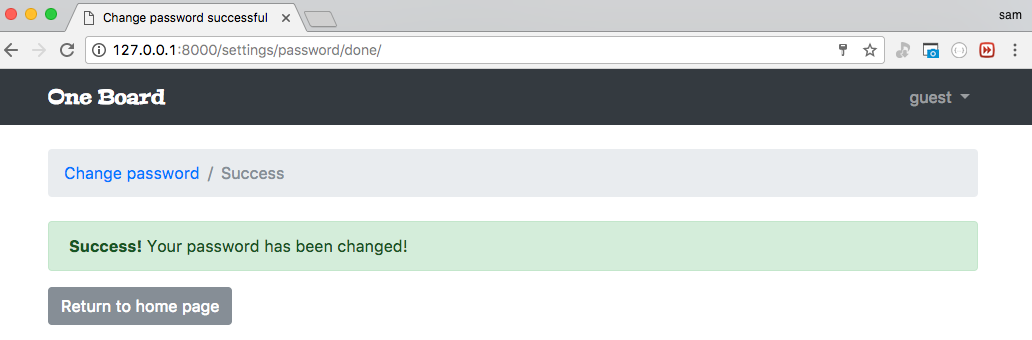 Change password successful
sam
127.0.0.1:8000/settings/password/done/
One Board
guest
Change password / Success
Success! Your password has been changed!
Return to home page